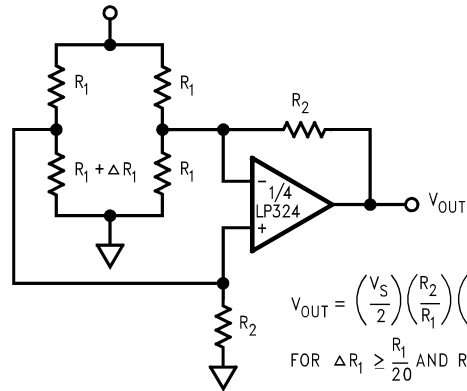 R1
R1
R2
R1 + ΔR1
R1
- 1/4
LP324
+
VOUT
R2
VOUT = (VS/2)(R2/R1)(
FOR ΔR1 ≥ R1/20 AND R